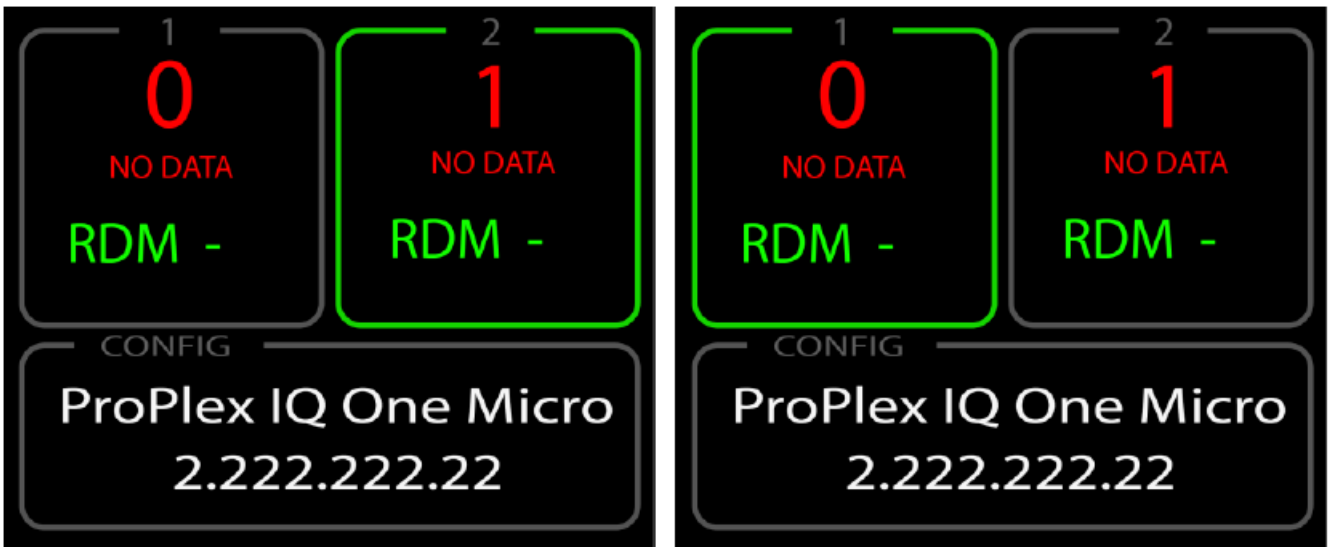 1
0
NO DATA
RDM -
2
1
NO DATA
RDM -
CONFIG
ProPlex IQ One Micro
2.222.222.22
1
0
NO DATA
RDM -
2
1
NO DATA
RDM -
CONFIG
ProPlex IQ One Micro
2.222.222.22